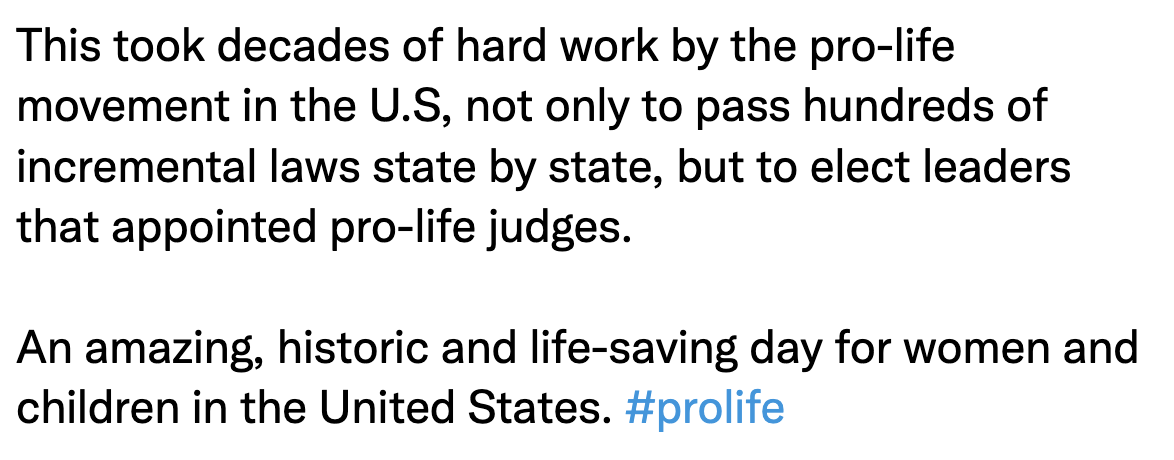 This took decades of hard work by the pro-life
movement in the U.S, not only to pass hundreds of
incremental laws state by state, but to elect leaders
that appointed pro-life judges.
An amazing, historic and life-saving day for women and
children in the United States. #prolife